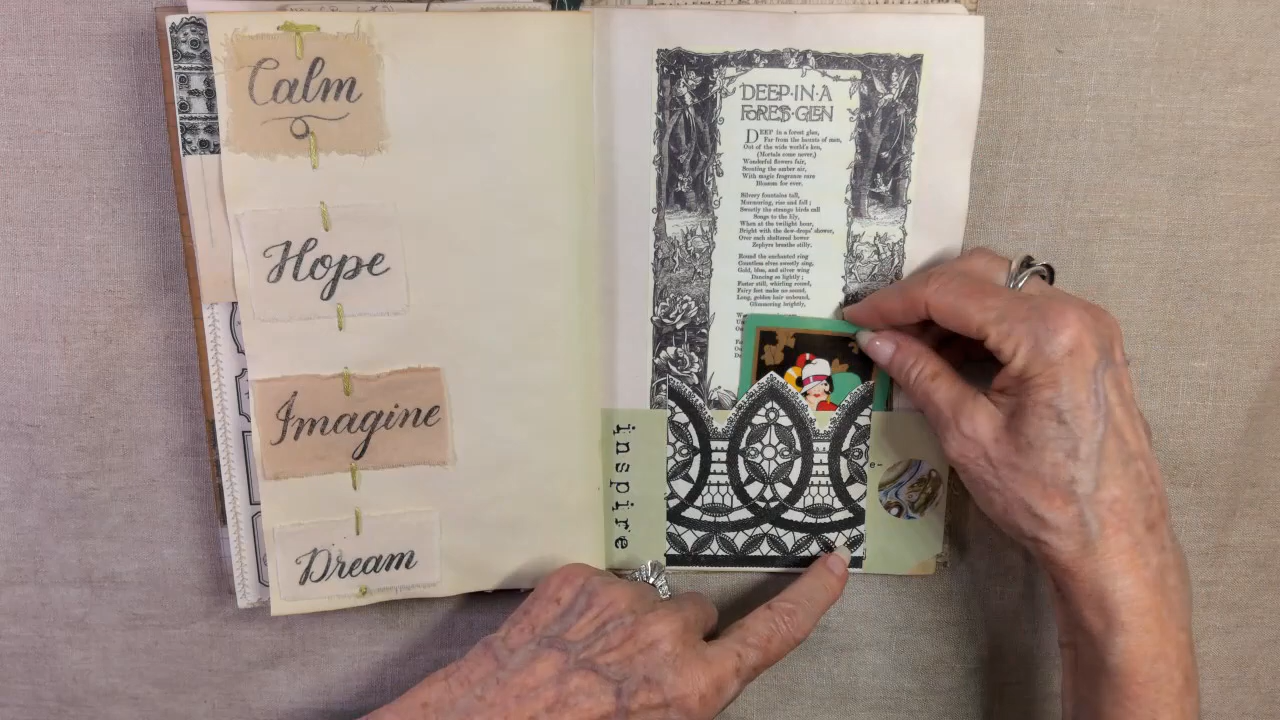 Calm
Hope
Imagine
Dream
DEEP·IN·A
FOREST·GLEN
DEEP in a forest glen,
Far from the haunts of men,
Out of the wide world's ken,
(Mortals come never,)
Wonderful flowers fair,
Scenting the amber air,
With magic fragrance rare
Blossom for ever.
Silvery fountains tall,
Murmuring, rise and fall;
Sweetly the strange birds call
Songs to the lily,
When at the twilight hour,
Bright with the dew-drops' shower,
Over each sheltered bower
Zephyrs breathe stilly.
Round the enchanted ring
Countless elves sweetly sing,
Gold, blue, and silver wing
Dancing so lightly;
Faster still, whirling round,
Fairy feet make no sound,
Long, golden hair unbound,
Glimmering brightly,
inspire